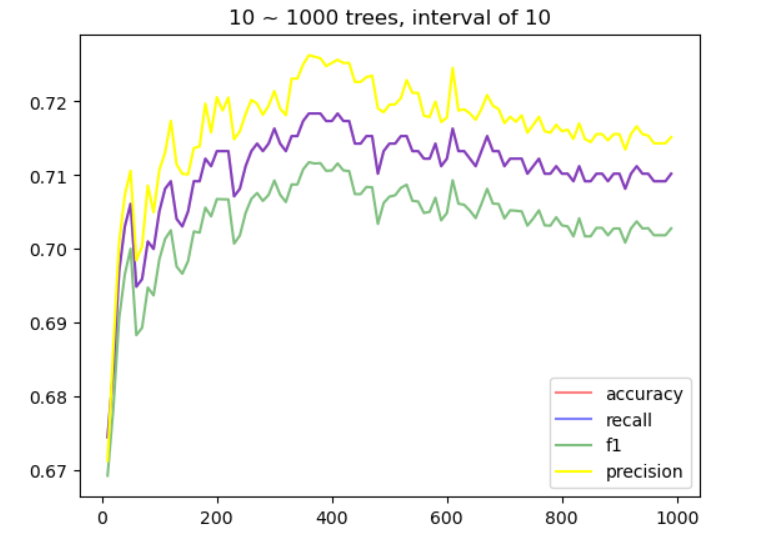 10 ~ 1000 trees, interval of 10
0.72
0.71
0.70
0.69
0.68
0.67
accuracy
recall
f1
precision
0 200 400 600 800 1000